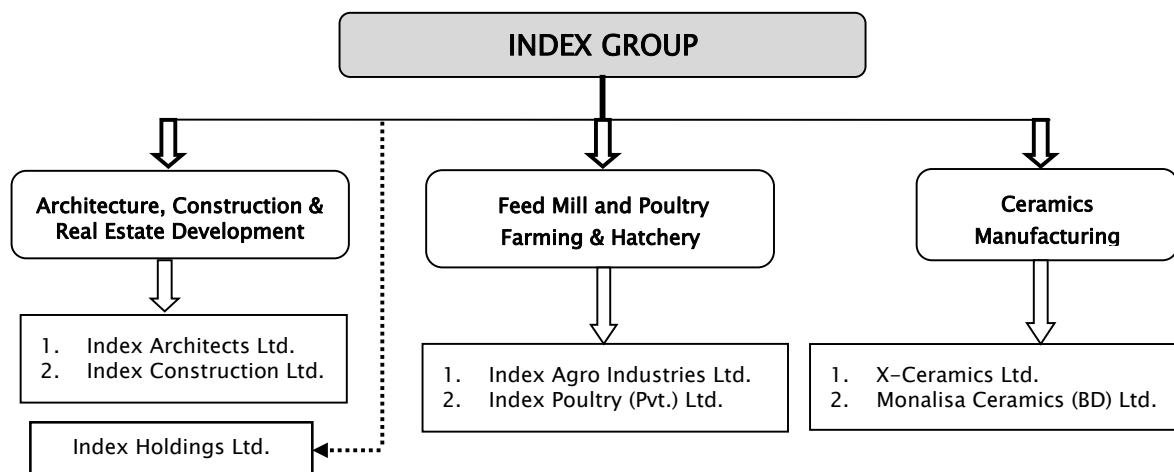 INDEX GROUP
Architecture, Construction &
Real Estate Development
Feed Mill and Poultry
Farming & Hatchery
Ceramics
Manufacturing
1. Index Architects Ltd.
2. Index Construction Ltd.
1. Index Agro Industries Ltd.
2. Index Poultry (Pvt.) Ltd.
1. X-Ceramics Ltd.
2. Monalisa Ceramics (BD) Ltd.
Index Holdings Ltd.